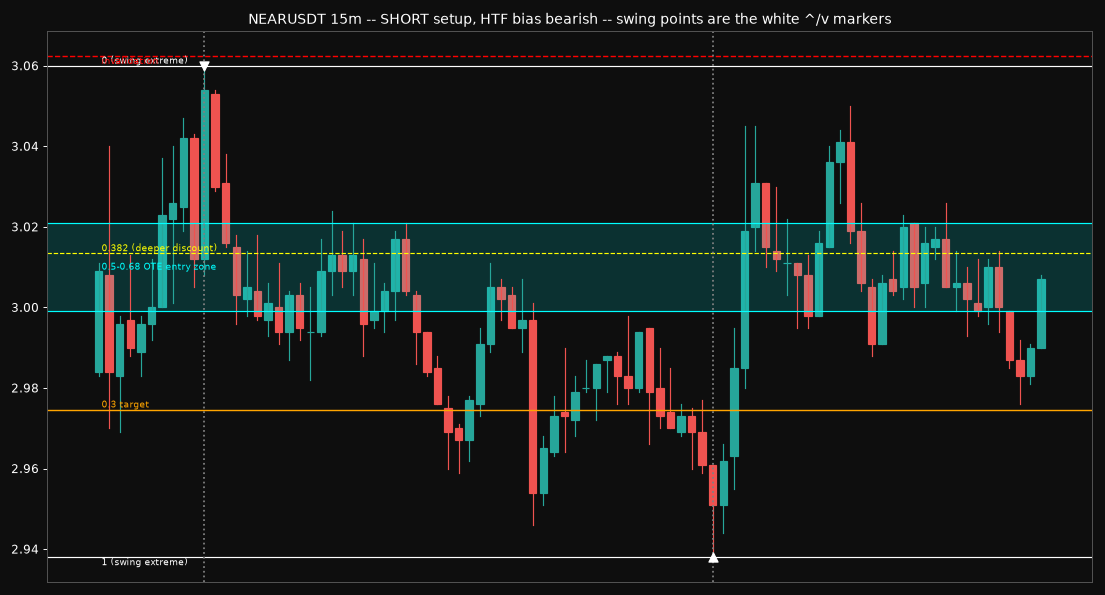 NEARUSDT 15m -- SHORT setup, HTF bias bearish -- swing points are the white ^/v markers
3.06
0 (swing extreme)
3.04
3.02
0.382 (deeper discount)
0.5-0.68 OTE entry zone
3.00
2.98
0.3 target
2.96
2.94
1 (swing extreme)